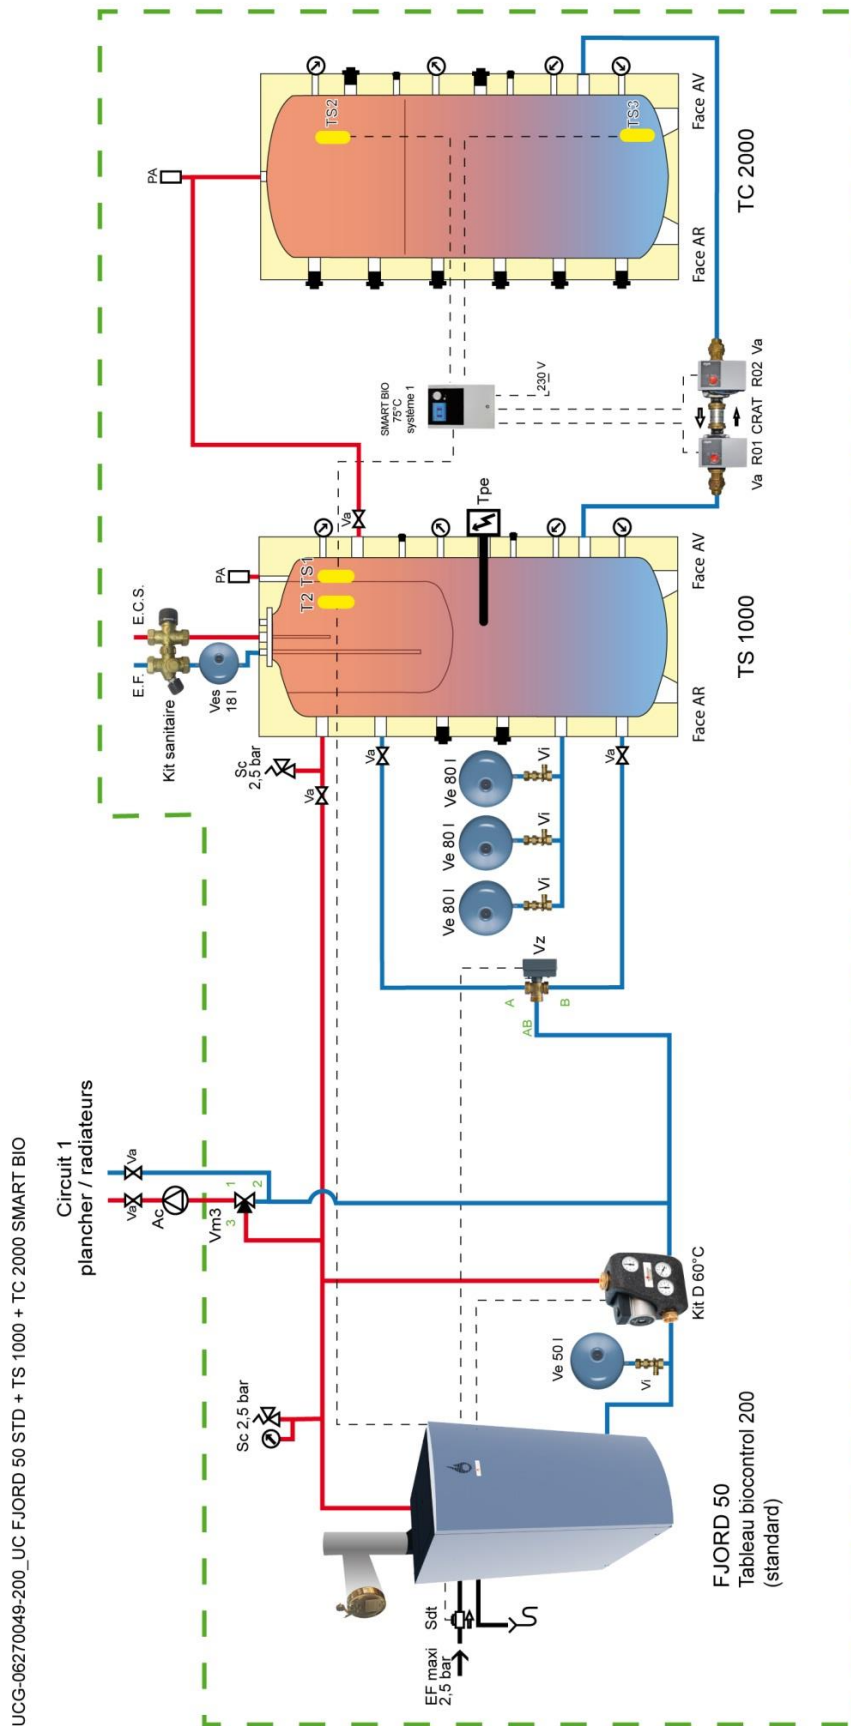 UCG-06270049-200_UC FJORD 50 STD + TS 1000 + TC 2000 SMART BIO
Circuit 1
plancher / radiateurs
Va
Va
Ac
Vm3
1
2
3
Sc 2,5 bar
EF maxi
2,5 bar
Sdt
FJORD 50
Tableau biocontrol 200
(standard)
Ve 50 l
Vi
Kit D 60°C
AB
A
B
Vz
Ve 80 l
Ve 80 l
Ve 80 l
Vi
Vi
Vi
Va
Va
Va
Sc
2,5 bar
Kit sanitaire
E.F.
E.C.S.
Ves
18 l
PA
T2
TS1
Tpe
Va
Face AR
Face AV
TS 1000
SMART BIO
75°C
système 1
230 V
Va R01 CRAT R02 Va
PA
TS2
TS3
Face AR
Face AV
TC 2000